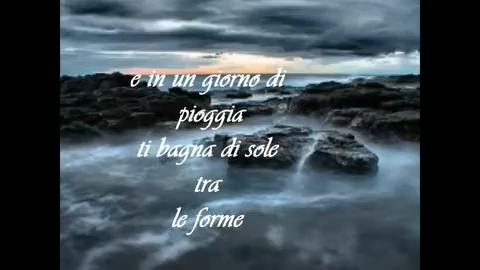 e in un giorno di
pioggia
ti bagna di sole
tra
le forme